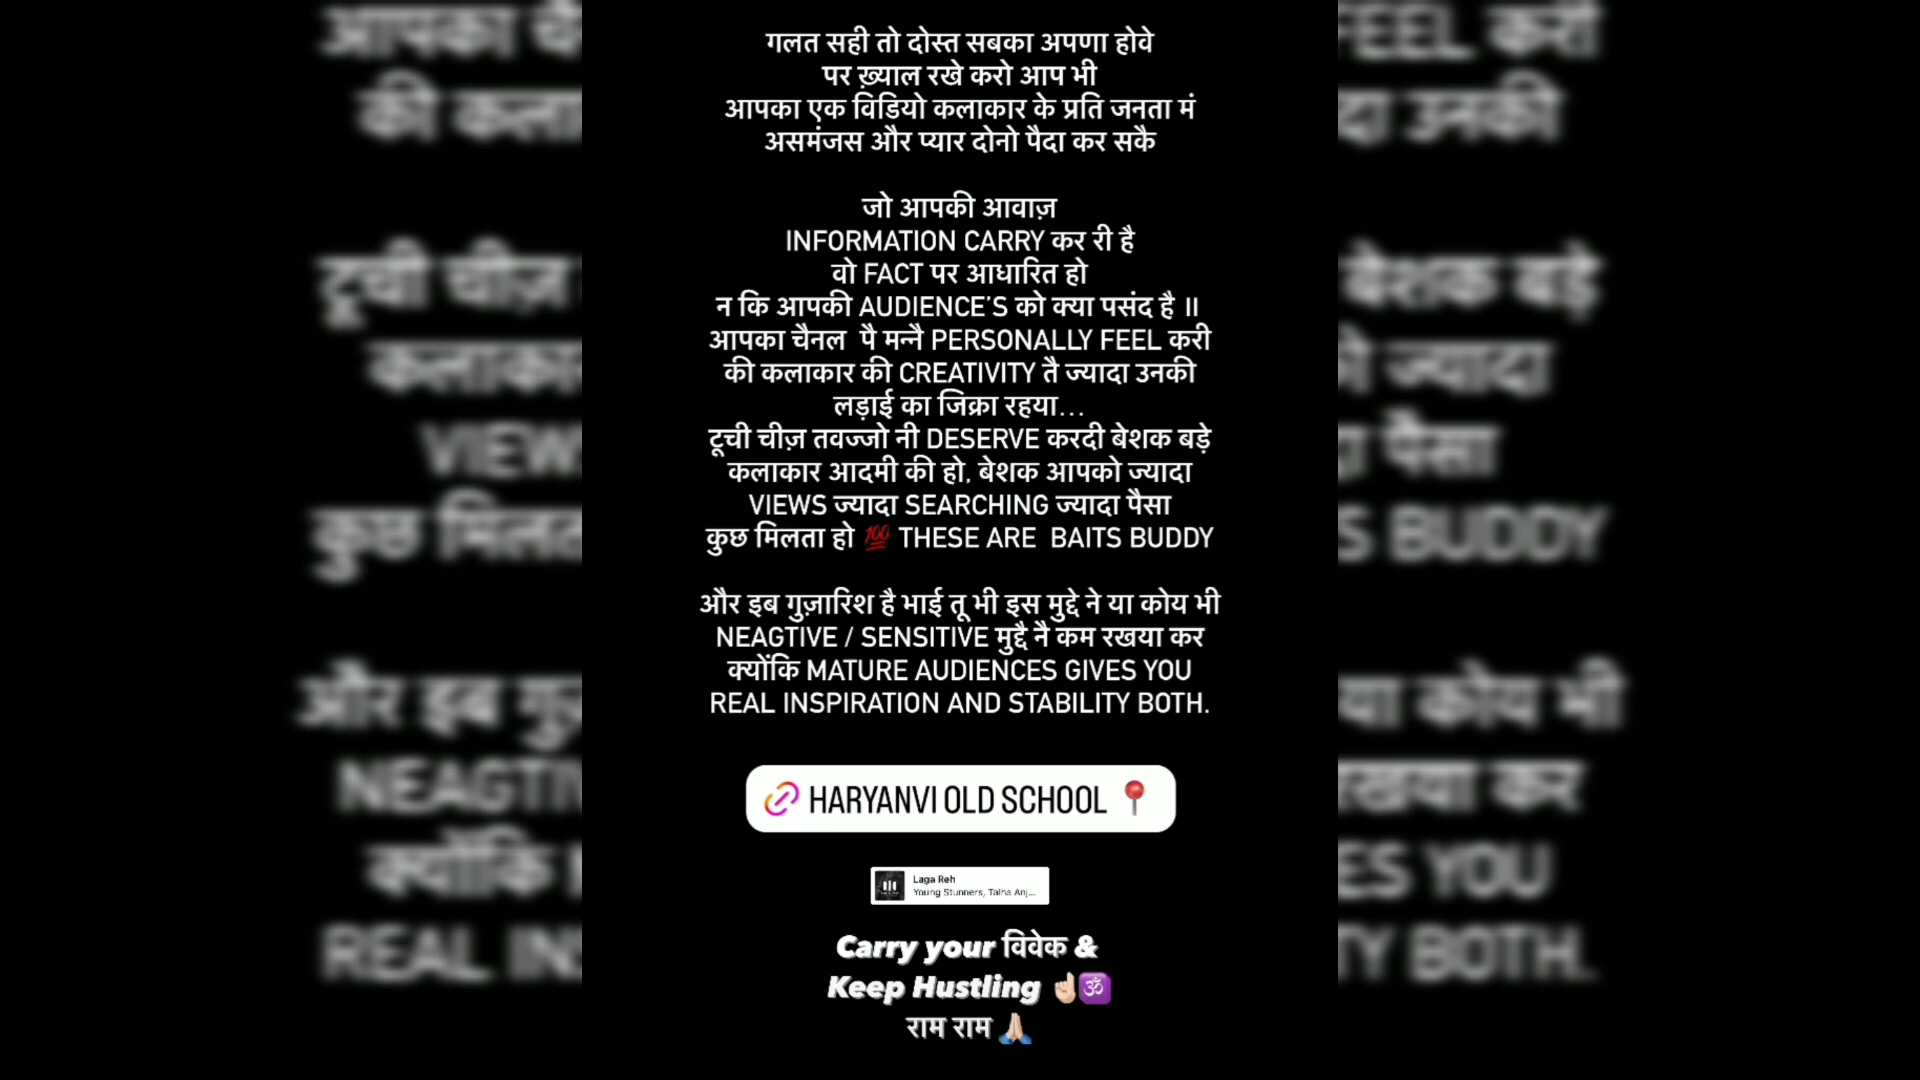 गलत सही तो दोस्त सबका अपणा होवे
पर ख़्याल रखे करो आप भी
आपका एक विडियो कलाकार के प्रति जनता मं
असमंजस और प्यार दोनो पैदा कर सकै
जो आपकी आवाज़
INFORMATION CARRY कर री है
वो FACT पर आधारित हो
न कि आपकी AUDIENCE'S को क्या पसंद है ॥
आपका चैनल पै मन्नै PERSONALLY FEEL करी
की कलाकार की CREATIVITY तै ज्यादा उनकी
लड़ाई का जिक्रा रहया...
टूची चीज़ तवज्जो नी DESERVE करदी बेशक बड़े
कलाकार आदमी की हो, बेशक आपको ज्यादा
VIEWS ज्यादा SEARCHING ज्यादा पैसा
कुछ मिलता हो 💯 THESE ARE BAITS BUDDY
और इब गुज़ारिश है भाई तू भी इस मुद्दे ने या कोय भी
NEAGTIVE / SENSITIVE मुद्दै नै कम रखया कर
क्योंकि MATURE AUDIENCES GIVES YOU
REAL INSPIRATION AND STABILITY BOTH.
HARYANVI OLD SCHOOL 📍
Laga Reh
Young Stunners, Talha Anj...
Carry your विवेक &
Keep Hustling ☝🏻🕉
राम राम 🙏🏻